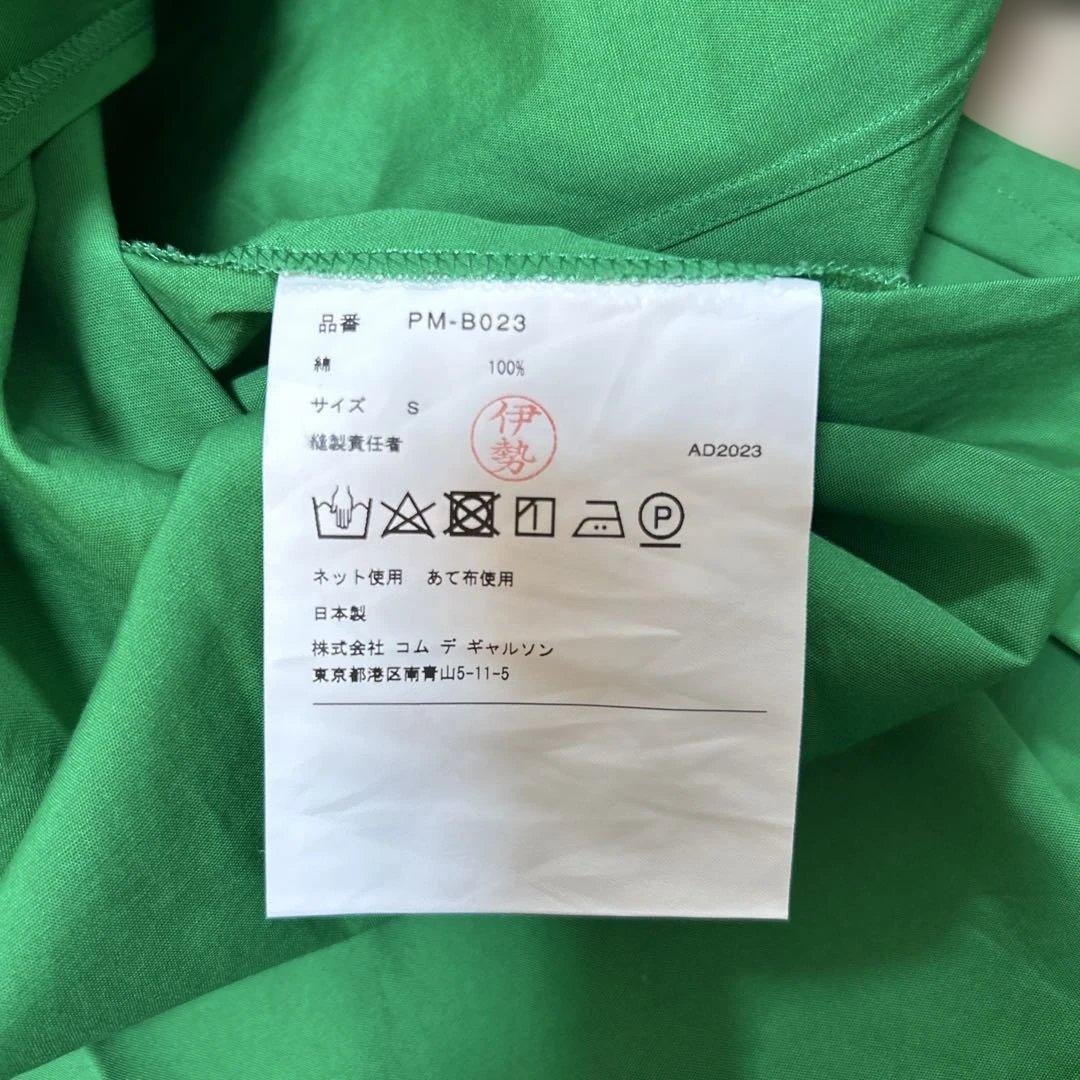 品番 PM-B023
綿 100%
サイズ S
縫製責任者 伊勢 AD2023
P
ネット使用 あて布使用
日本製
株式会社 コム デ ギャルソン
東京都港区南青山5-11-5